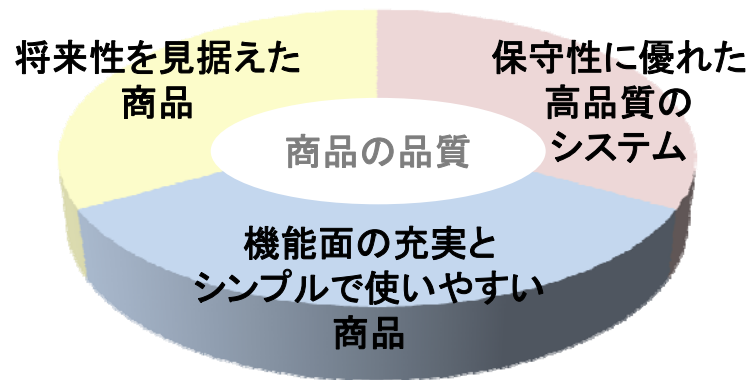 将来性を見据えた
商品
保守性に優れた
高品質の
システム
商品の品質
機能面の充実と
シンプルで使いやすい
商品